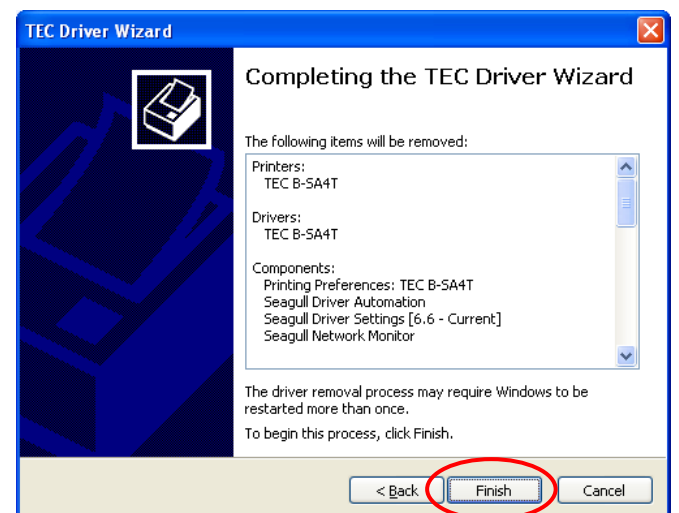 TEC Driver Wizard
Completing the TEC Driver Wizard
The following items will be removed:
Printers:
TEC B-SA4T
Drivers:
TEC B-SA4T
Components:
Printing Preferences: TEC B-SA4T
Seagull Driver Automation
Seagull Driver Settings [6.6 - Current]
Seagull Network Monitor
The driver removal process may require Windows to be
restarted more than once.
To begin this process, click Finish.
< Back Finish Cancel